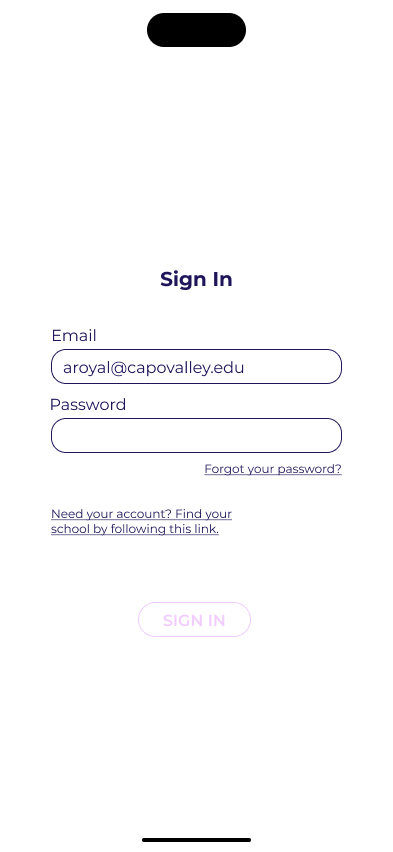 Sign In
Email
aroyal@capovalley.edu
Password
Forgot your password?
Need your account? Find your
school by following this link.
SIGN IN